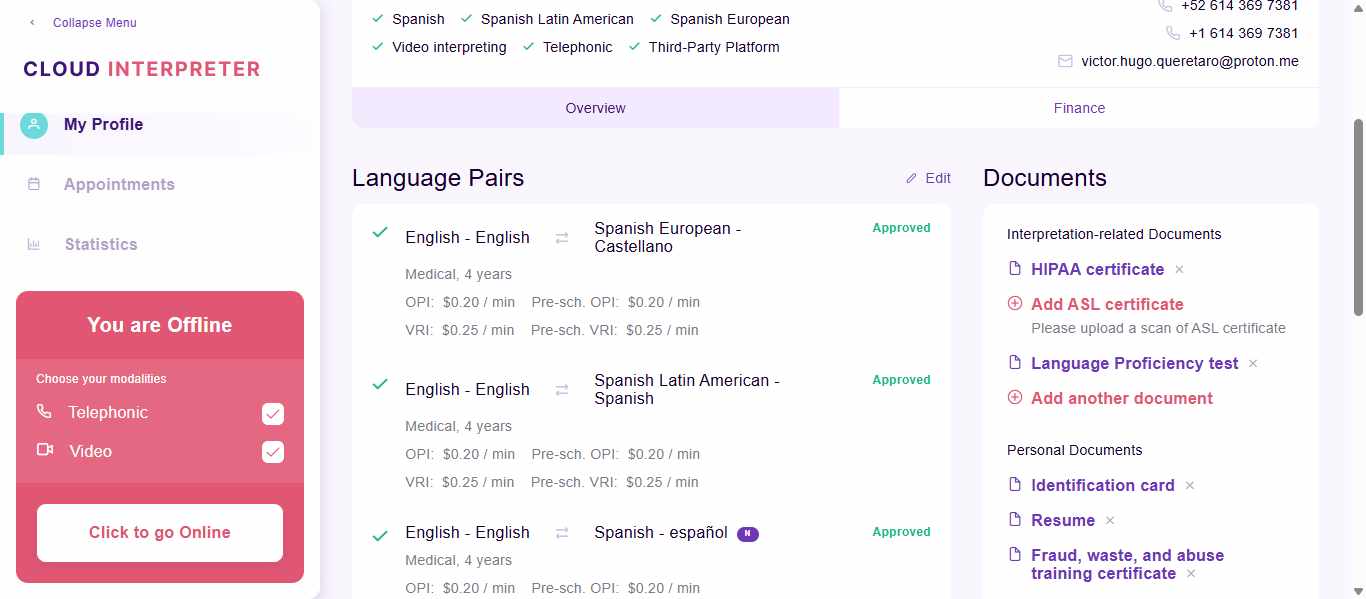 Collapse Menu
CLOUD INTERPRETER
My Profile
Appointments
Statistics
You are Offline
Choose your modalities
Telephonic
Video
Click to go Online
Spanish Spanish Latin American Spanish European
Video interpreting Telephonic Third-Party Platform
+52 614 369 7381
+1 614 369 7381
victor.hugo.queretaro@proton.me
Overview Finance
Language Pairs Edit
English - English Spanish European -
Castellano
Approved
Medical, 4 years
OPI: $0.20 / min Pre-sch. OPI: $0.20 / min
VRI: $0.25 / min Pre-sch. VRI: $0.25 / min
English - English Spanish Latin American -
Spanish
Approved
Medical, 4 years
OPI: $0.20 / min Pre-sch. OPI: $0.20 / min
VRI: $0.25 / min Pre-sch. VRI: $0.25 / min
English - English Spanish - español N Approved
Medical, 4 years
OPI: $0.20 / min Pre-sch. OPI: $0.20 / min
Documents
Interpretation-related Documents
HIPAA certificate
Add ASL certificate
Please upload a scan of ASL certificate
Language Proficiency test
Add another document
Personal Documents
Identification card
Resume
Fraud, waste, and abuse
training certificate